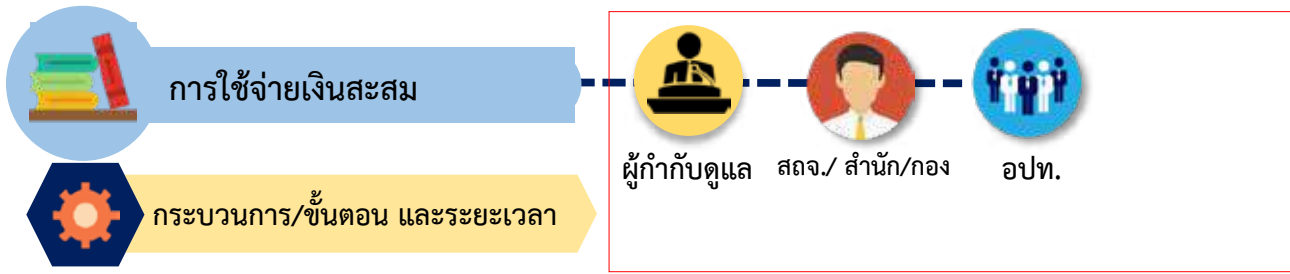 การใช้จ่ายเงินสะสม
ผู้กำกับดูแล สถจ./ สำนัก/กอง อปท.
กระบวนการ/ขั้นตอน และระยะเวลา